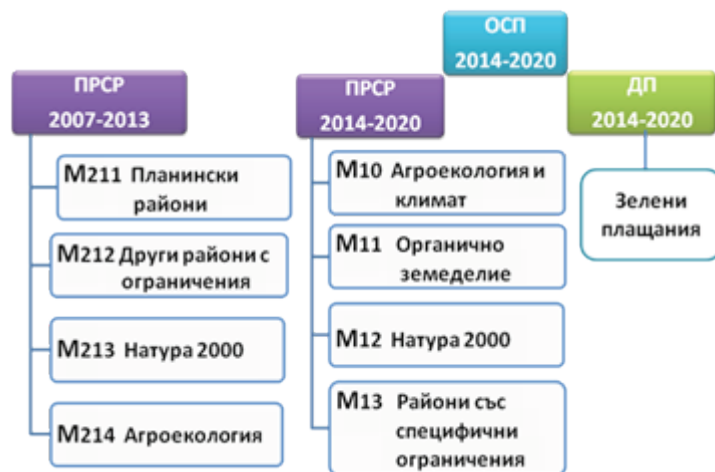 ОСП
2014-2020
ПРСР
2007-2013
ПРСР
2014-2020
ДП
2014-2020
М211 Планински
райони
М212 Други райони с
ограничения
М213 Натура 2000
М214 Агроекология
М10 Агроекология и
климат
М11 Органично
земеделие
М12 Натура 2000
М13 Райони със
специфични
ограничения
Зелени
плащания